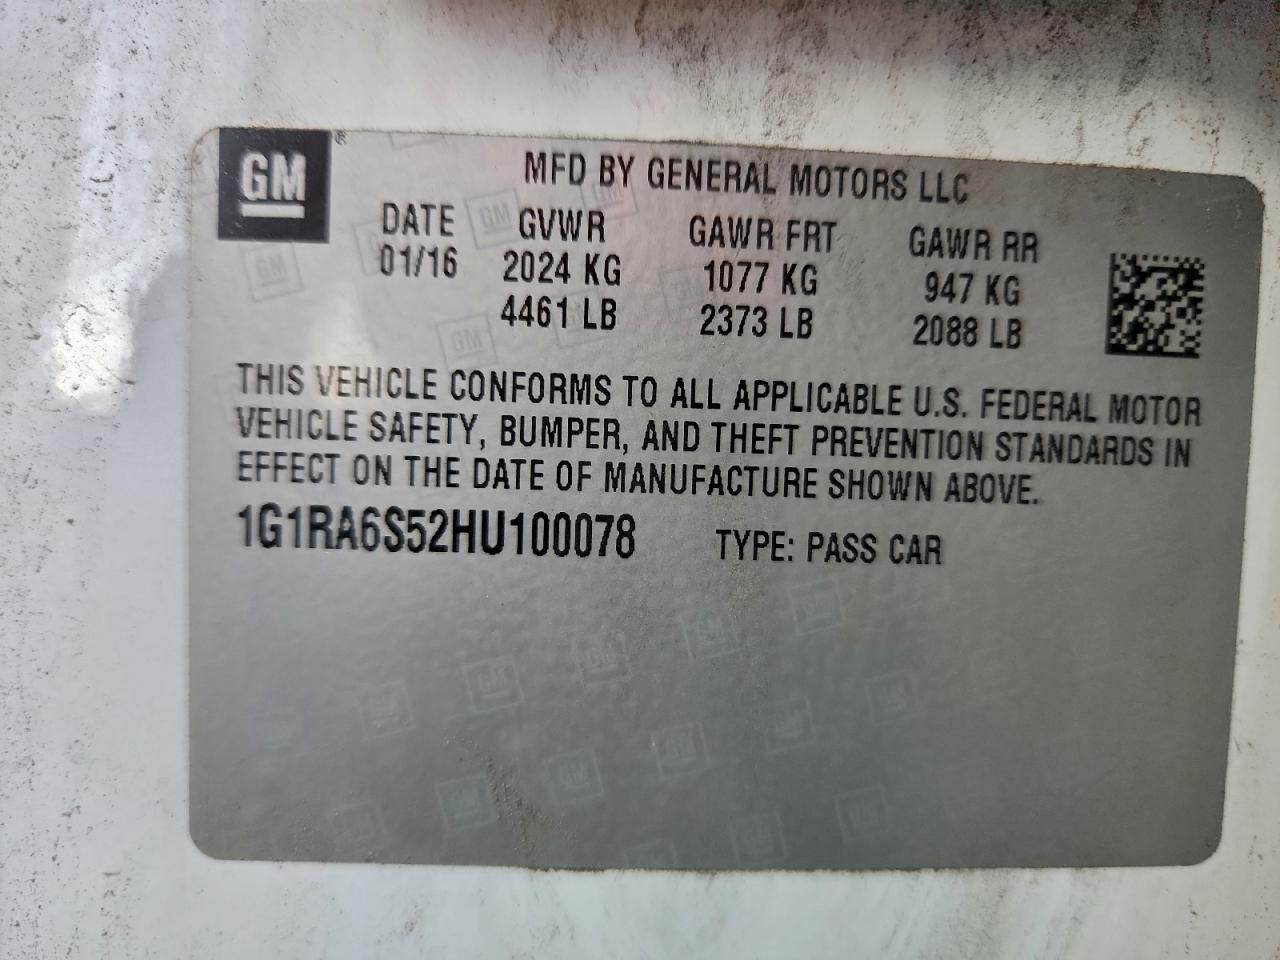 GM®
MFD BY GENERAL MOTORS LLC
DATE GVWR GAWR FRT GAWR RR
01/16 2024 KG 1077 KG 947 KG
4461 LB 2373 LB 2088 LB
THIS VEHICLE CONFORMS TO ALL APPLICABLE U.S. FEDERAL MOTOR
VEHICLE SAFETY, BUMPER, AND THEFT PREVENTION STANDARDS IN
EFFECT ON THE DATE OF MANUFACTURE SHOWN ABOVE.
1G1RA6S52HU100078 TYPE: PASS CAR